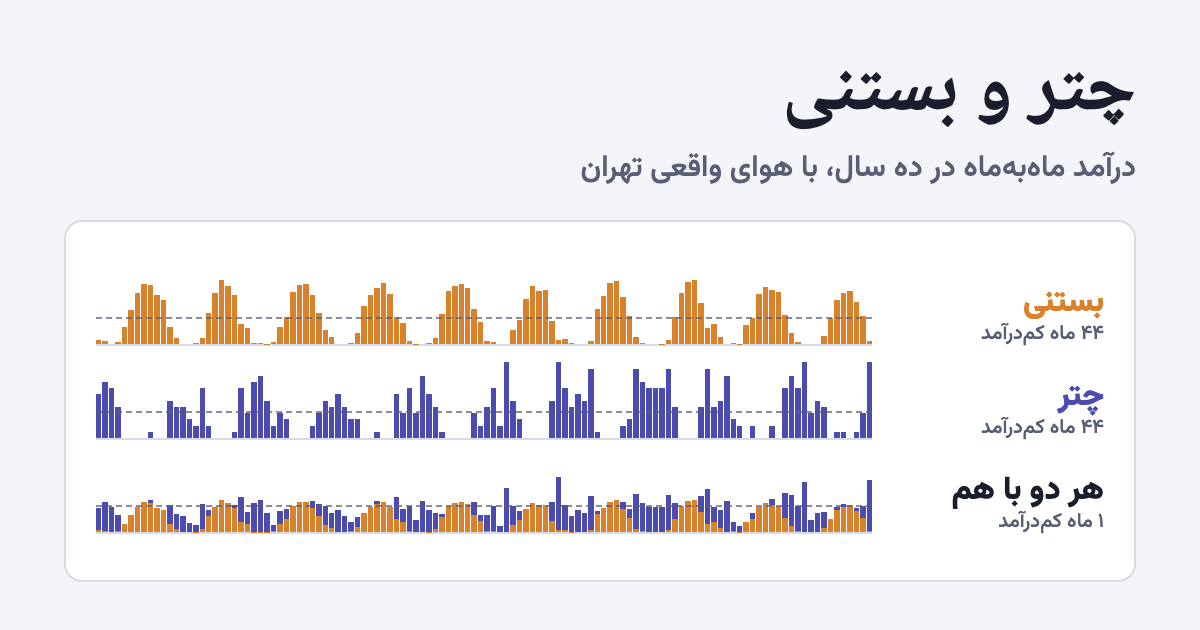 چتر و بستنی
درآمد ماه‌به‌ماه در ده سال، با هوای واقعی تهران
بستنی
۴۴ ماه کم‌درآمد
چتر
۴۴ ماه کم‌درآمد
هر دو با هم
۱ ماه کم‌درآمد